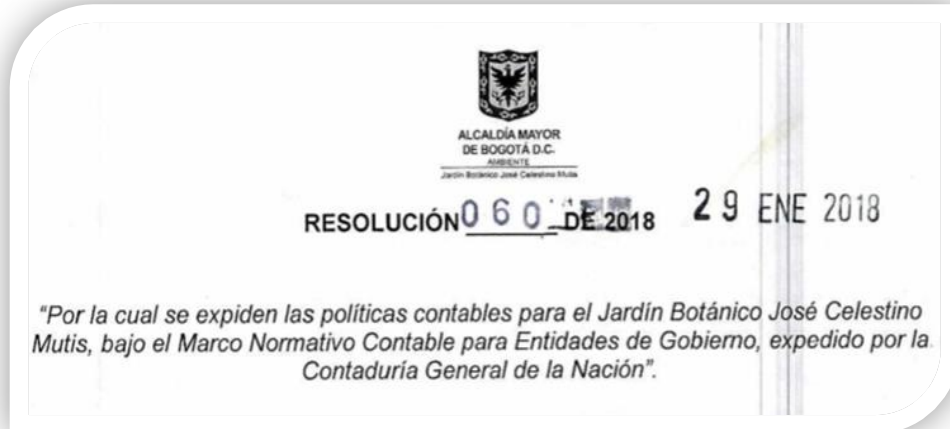 ALCALDÍA MAYOR
DE BOGOTÁ D.C.
AMBIENTE
Jardín Botánico José Celestino Mutis
RESOLUCIÓN 060 DE 2018 29 ENE 2018
"Por la cual se expiden las políticas contables para el Jardín Botánico José Celestino
Mutis, bajo el Marco Normativo Contable para Entidades de Gobierno, expedido por la
Contaduría General de la Nación".